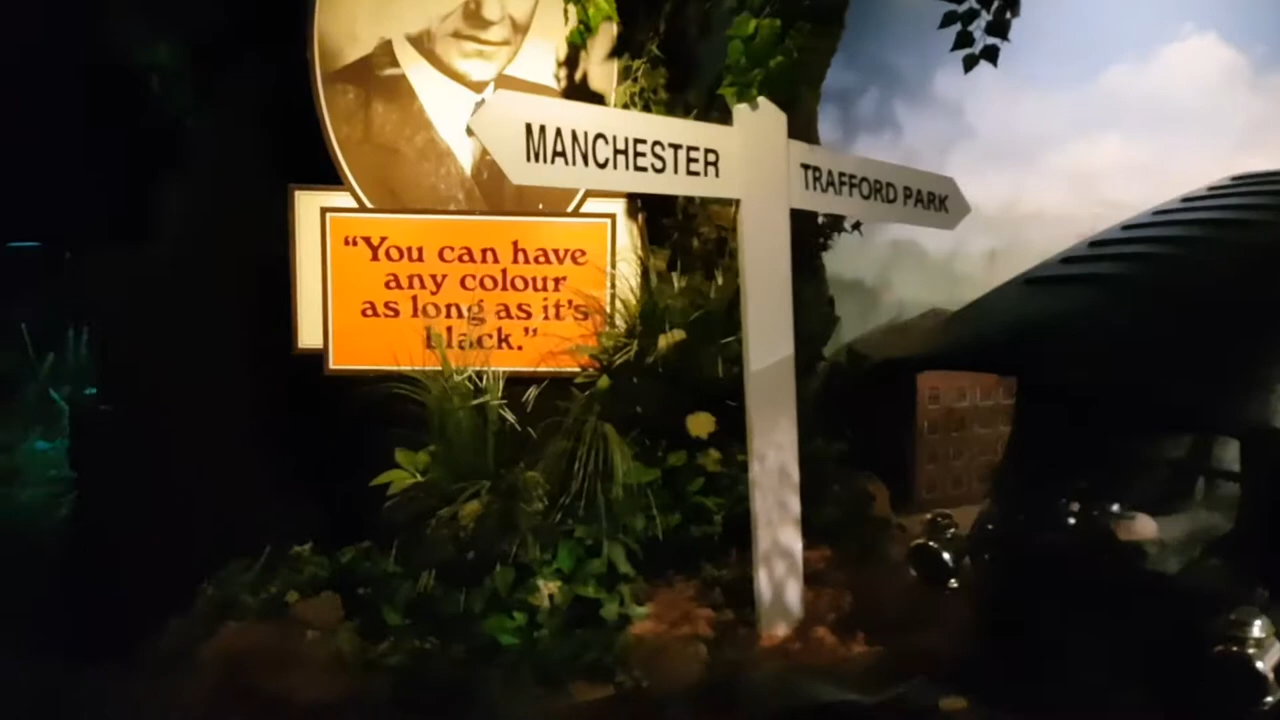 MANCHESTER
TRAFFORD PARK
“You can have
any colour
as long as it's
black.”